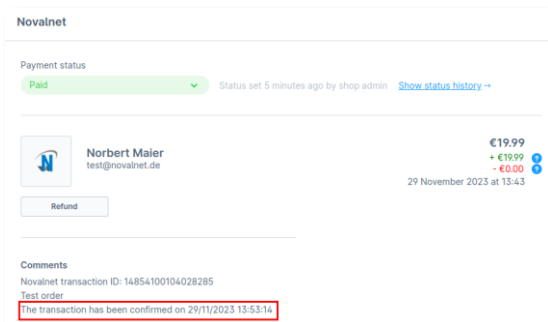 Novalnet
Payment status
Paid
Status set 5 minutes ago by shop admin Show status history →
N
Norbert Maier
test@novalnet.de
€19.99
+ €19.99 ?
- €0.00 ?
29 November 2023 at 13:43
Refund
Comments
Novalnet transaction ID: 14854100104028285
Test order
The transaction has been confirmed on 29/11/2023 13:53:14